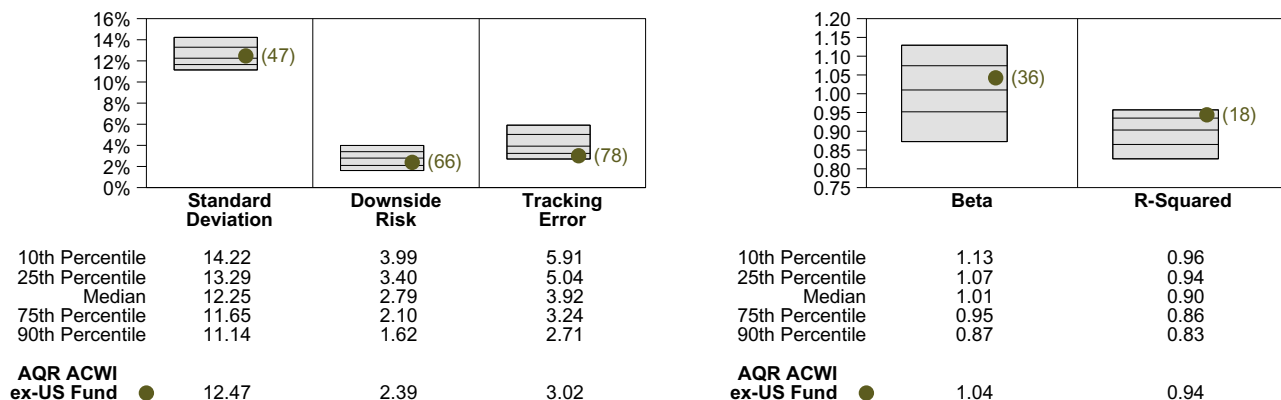 16%
14%
12%
10%
8%
6%
4%
2%
0%
(47)
(66)
(78)
Standard Deviation
Downside Risk
Tracking Error
10th Percentile 14.22 3.99 5.91
25th Percentile 13.29 3.40 5.04
Median 12.25 2.79 3.92
75th Percentile 11.65 2.10 3.24
90th Percentile 11.14 1.62 2.71
AQR ACWI
ex-US Fund 12.47 2.39 3.02
1.20
1.15
1.10
1.05
1.00
0.95
0.90
0.85
0.80
0.75
(36)
(18)
Beta
R-Squared
10th Percentile 1.13 0.96
25th Percentile 1.07 0.94
Median 1.01 0.90
75th Percentile 0.95 0.86
90th Percentile 0.87 0.83
AQR ACWI
ex-US Fund 1.04 0.94